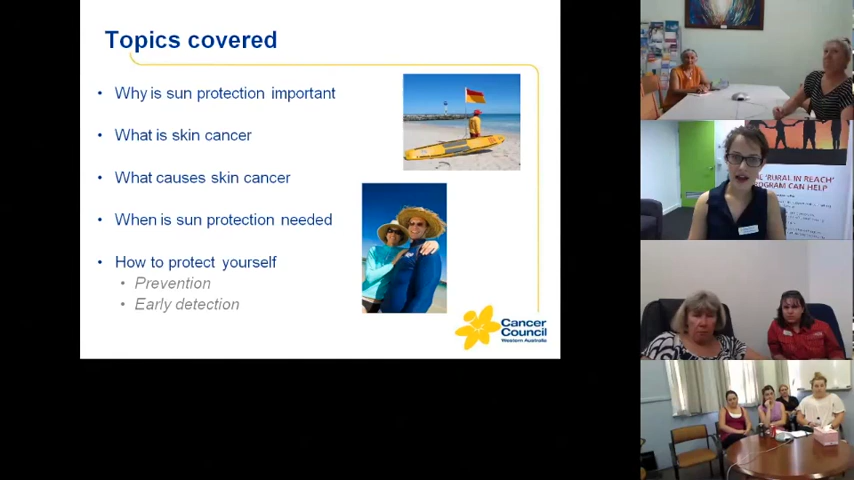 Topics covered
• Why is sun protection important
• What is skin cancer
• What causes skin cancer
• When is sun protection needed
• How to protect yourself
• Prevention
• Early detection
Cancer
Council
Western Australia
'RURAL IN REACH'
PROGRAM CAN HELP